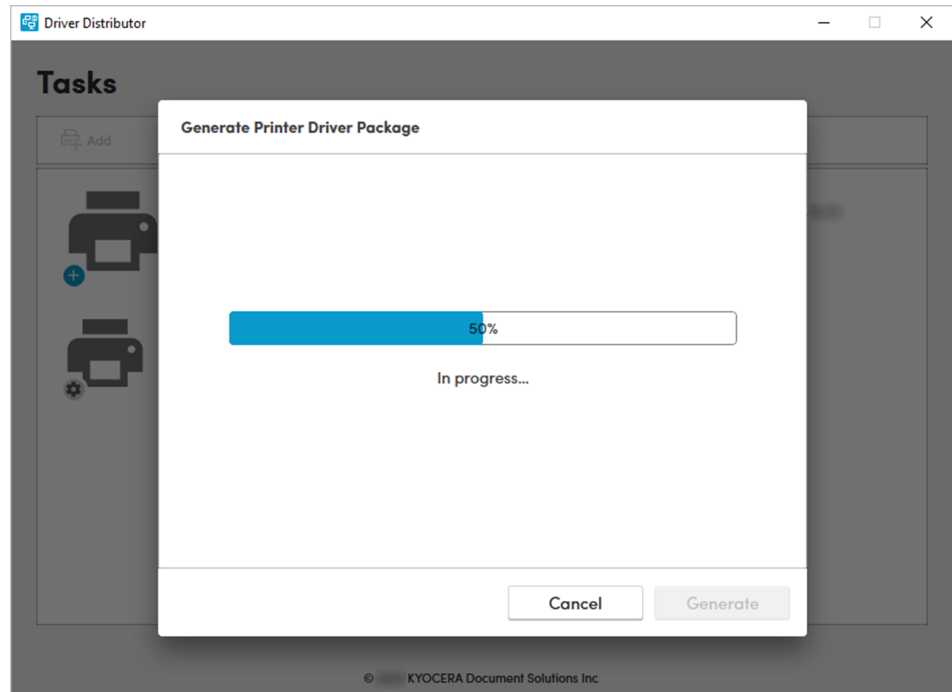 Driver Distributor
Tasks
Add
Generate Printer Driver Package
50%
In progress...
Cancel
Generate
© KYOCERA Document Solutions Inc